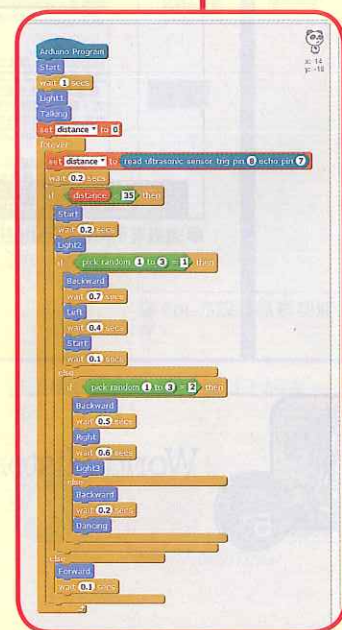 Arduino Program
Start
wait 1 secs
Light1
Talking
set distance to 0
forever
set distance to read ultrasonic sensor trig pin 8 echo pin 7
wait 0.2 secs
if distance < 35 then
Start
wait 0.2 secs
Light2
if pick random 1 to 3 = 1 then
Backward
wait 0.7 secs
Left
wait 0.4 secs
Start
wait 0.1 secs
else
if pick random 1 to 3 = 2 then
Backward
wait 0.5 secs
Right
wait 0.6 secs
Light3
else
Backward
wait 0.2 secs
Dancing
else
Forward
wait 0.1 secs
x: 14
y: -18